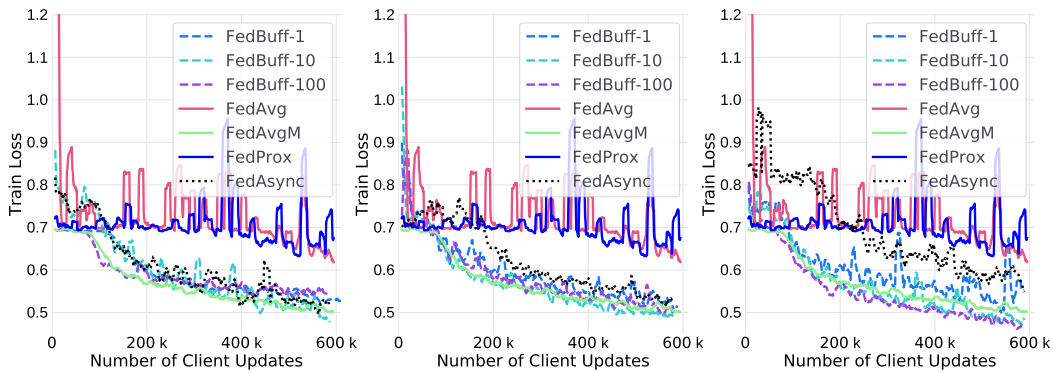 1.2
1.1
1.0
0.9
0.8
0.7
0.6
0.5
Train Loss
FedBuff-1
FedBuff-10
FedBuff-100
FedAvg
FedAvgM
FedProx
FedAsync
0 200 k 400 k 600 k
Number of Client Updates
1.2
1.1
1.0
0.9
0.8
0.7
0.6
0.5
Train Loss
FedBuff-1
FedBuff-10
FedBuff-100
FedAvg
FedAvgM
FedProx
FedAsync
0 200 k 400 k 600 k
Number of Client Updates
1.2
1.1
1.0
0.9
0.8
0.7
0.6
0.5
Train Loss
FedBuff-1
FedBuff-10
FedBuff-100
FedAvg
FedAvgM
FedProx
FedAsync
0 200 k 400 k 600 k
Number of Client Updates